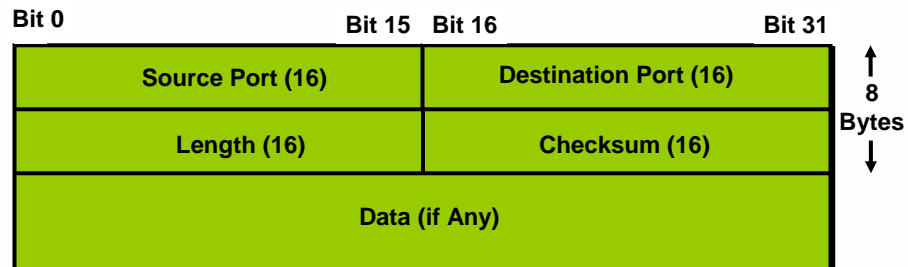 Bit 0 Bit 15 Bit 16 Bit 31
Source Port (16) Destination Port (16)
8
Bytes
Length (16) Checksum (16)
Data (if Any)